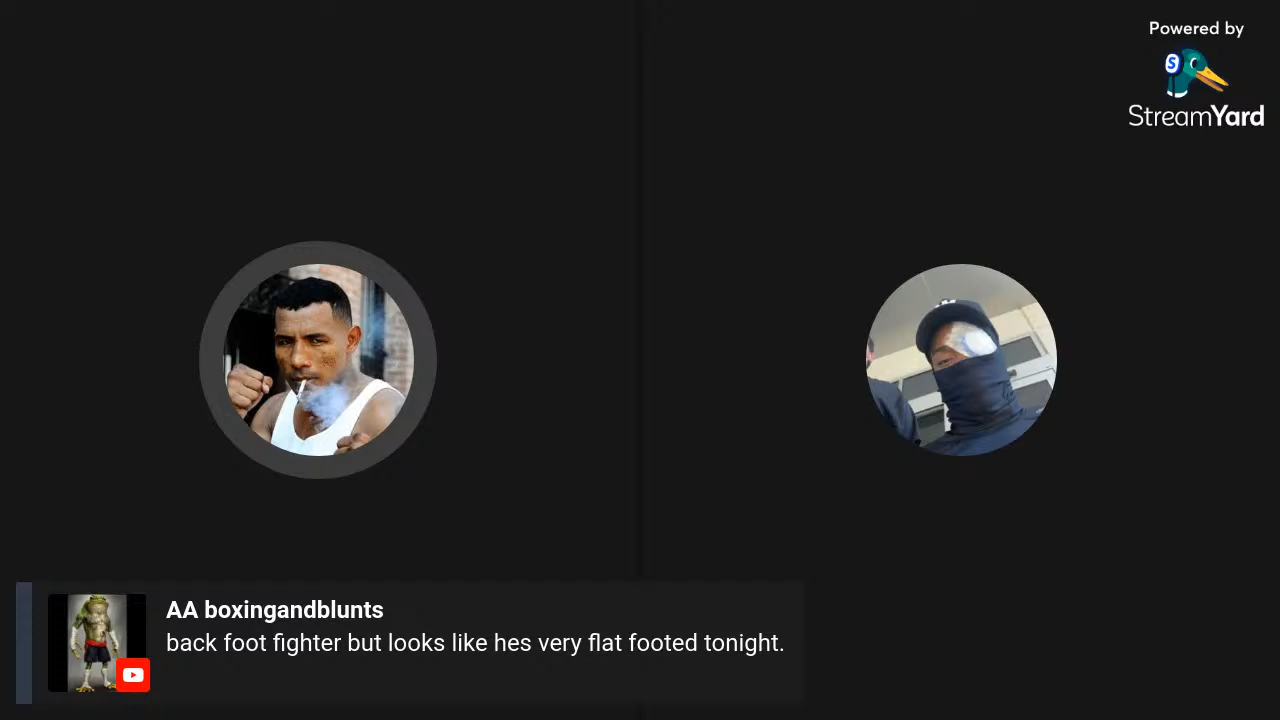 Powered by
S
StreamYard
AA boxingandblunts
back foot fighter but looks like hes very flat footed tonight.